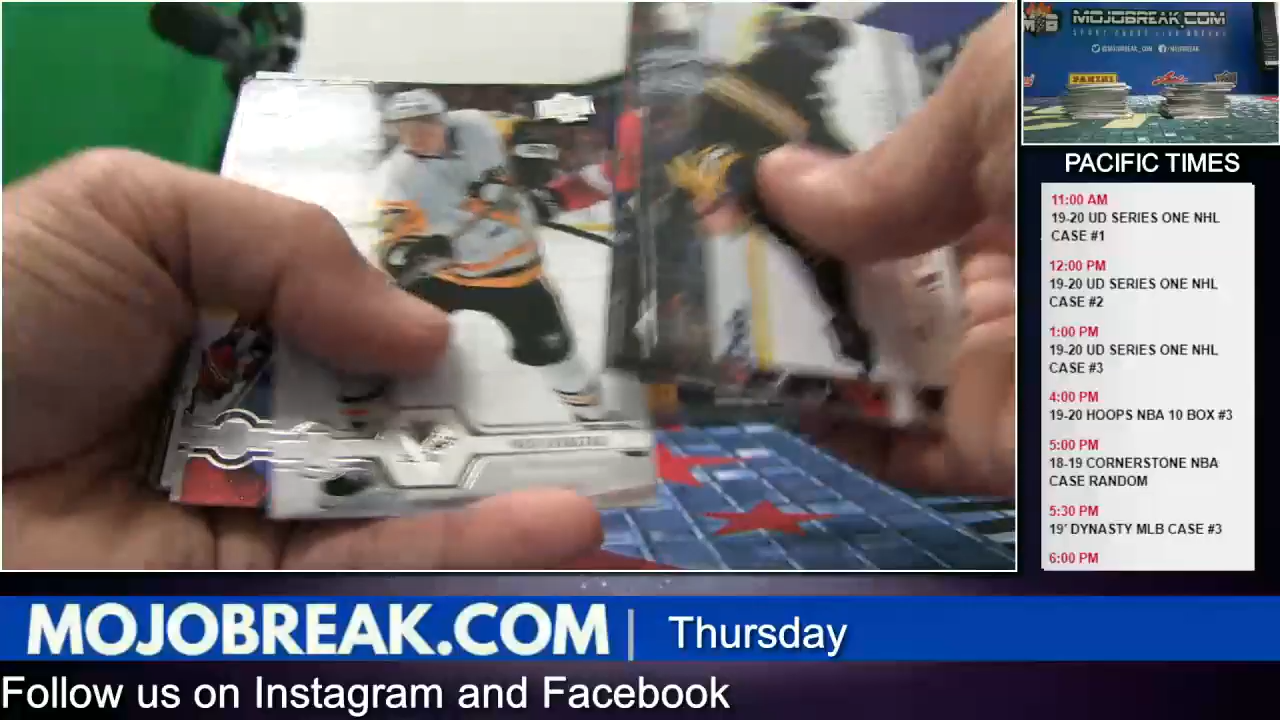 MOJOBREAK.COM
@MOJOBREAK_COM /MOJOBREAK
PANINI
PACIFIC TIMES
11:00 AM
19-20 UD SERIES ONE NHL
CASE #1
12:00 PM
19-20 UD SERIES ONE NHL
CASE #2
1:00 PM
19-20 UD SERIES ONE NHL
CASE #3
4:00 PM
19-20 HOOPS NBA 10 BOX #3
5:00 PM
18-19 CORNERSTONE NBA
CASE RANDOM
5:30 PM
19' DYNASTY MLB CASE #3
6:00 PM
MOJOBREAK.COM | Thursday
Follow us on Instagram and Facebook